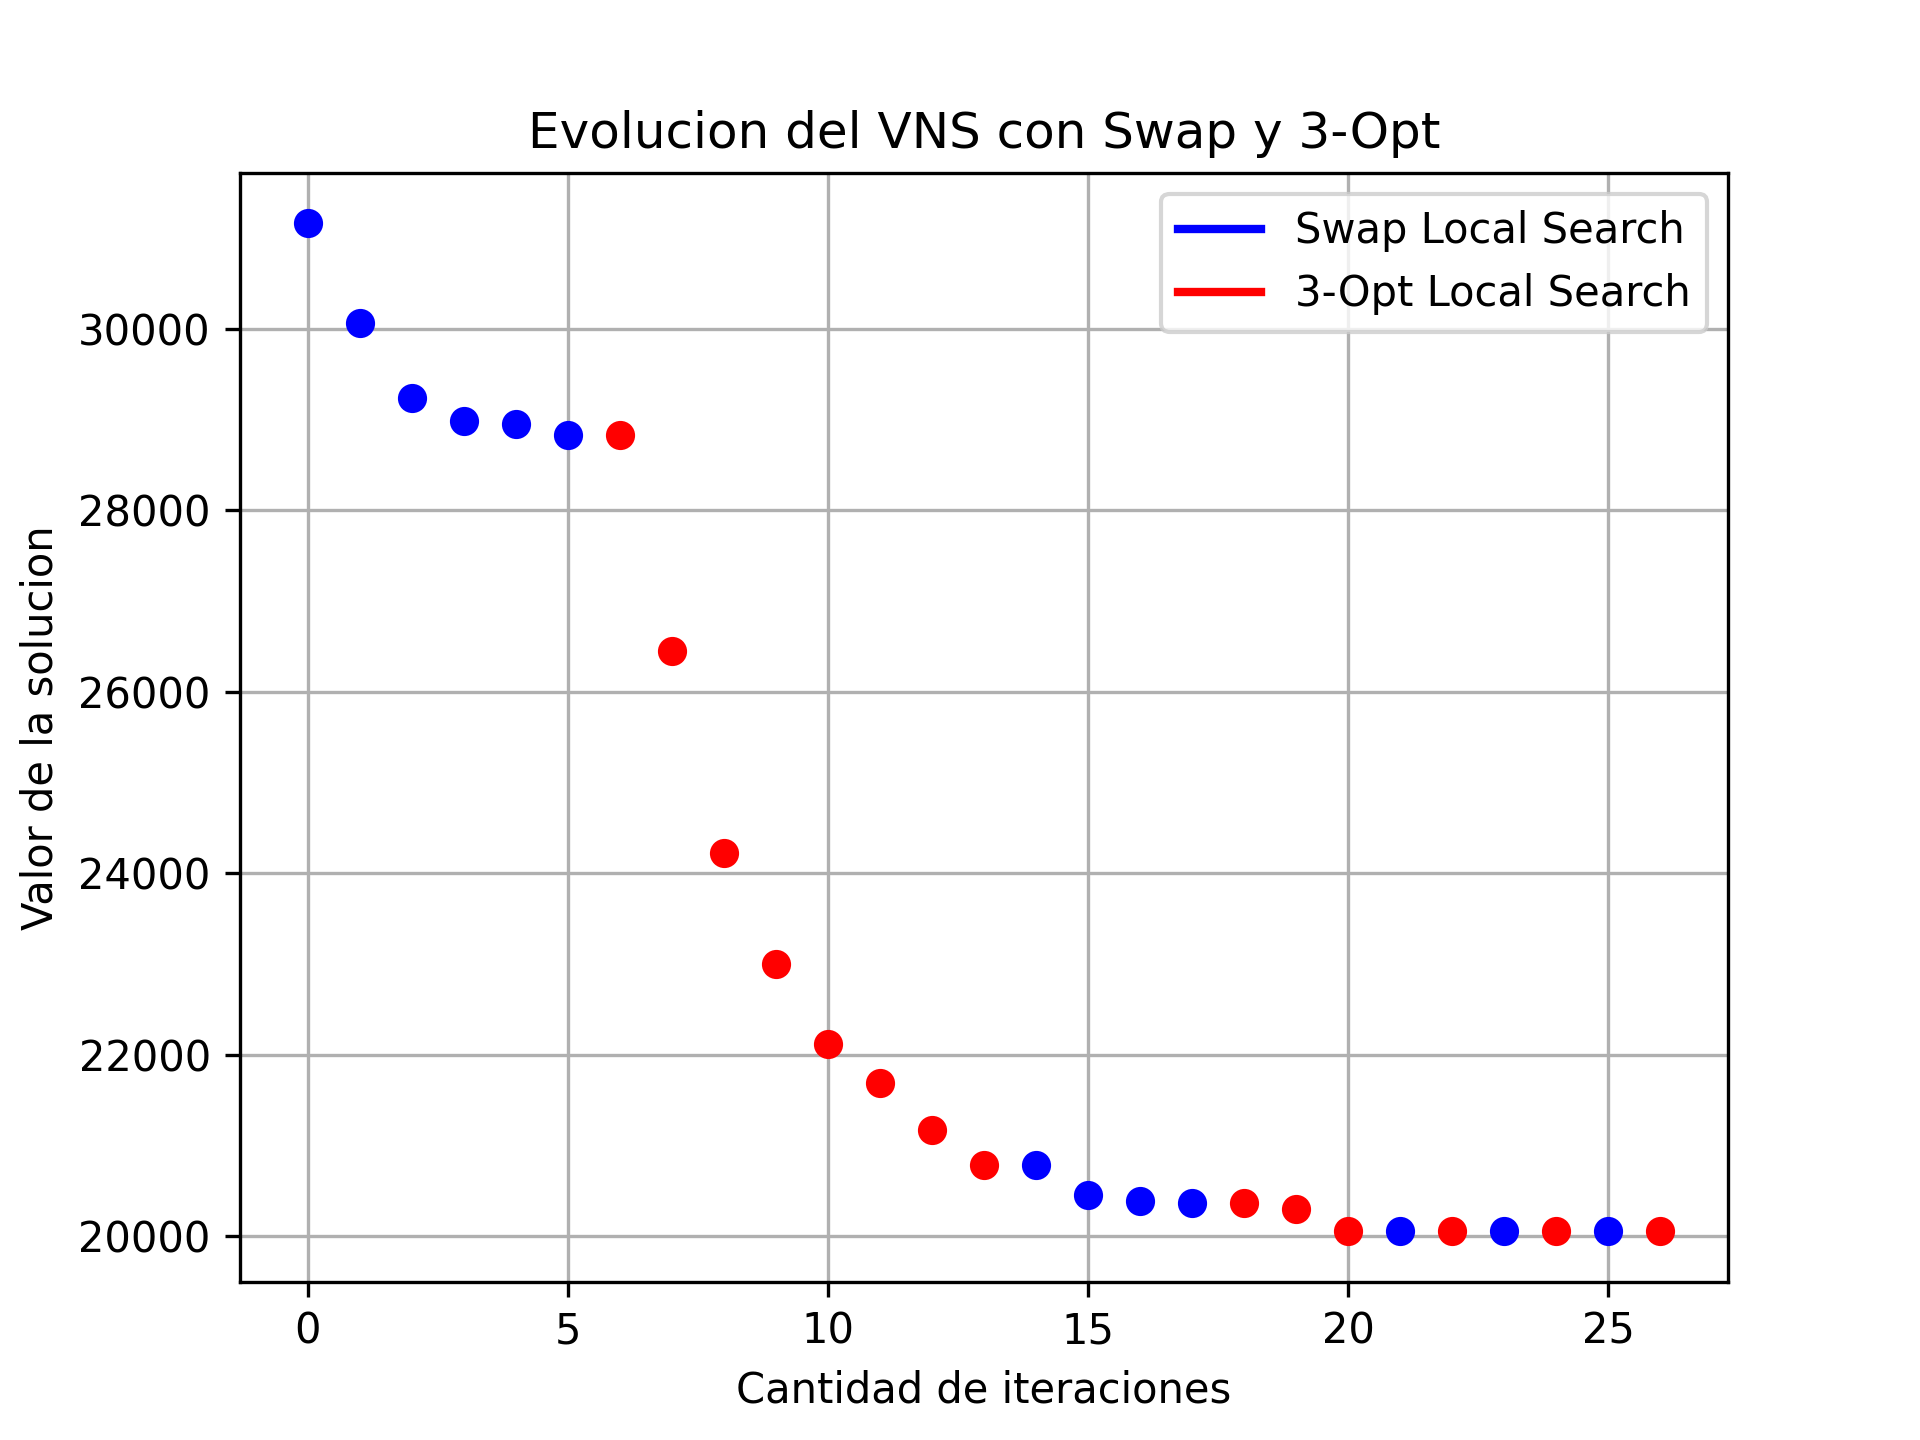 Evolucion del VNS con Swap y 3-Opt
Swap Local Search
3-Opt Local Search
30000
28000
26000
24000
22000
20000
Valor de la solucion
0 5 10 15 20 25
Cantidad de iteraciones